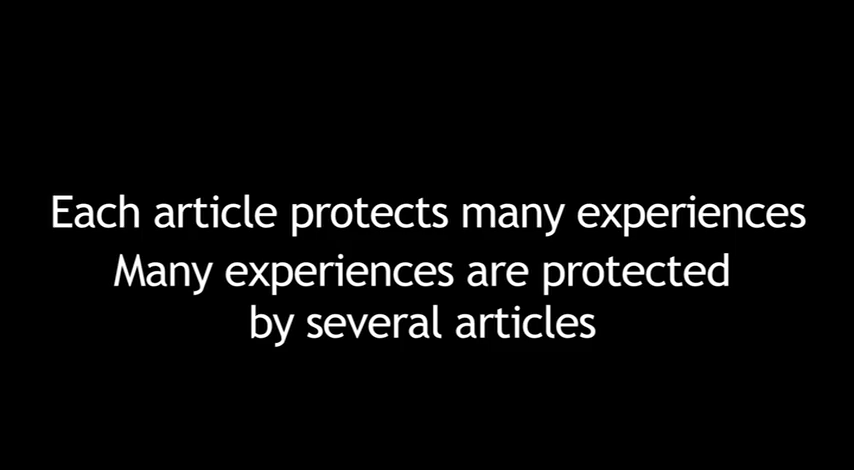 Each article protects many experiences
Many experiences are protected
by several articles